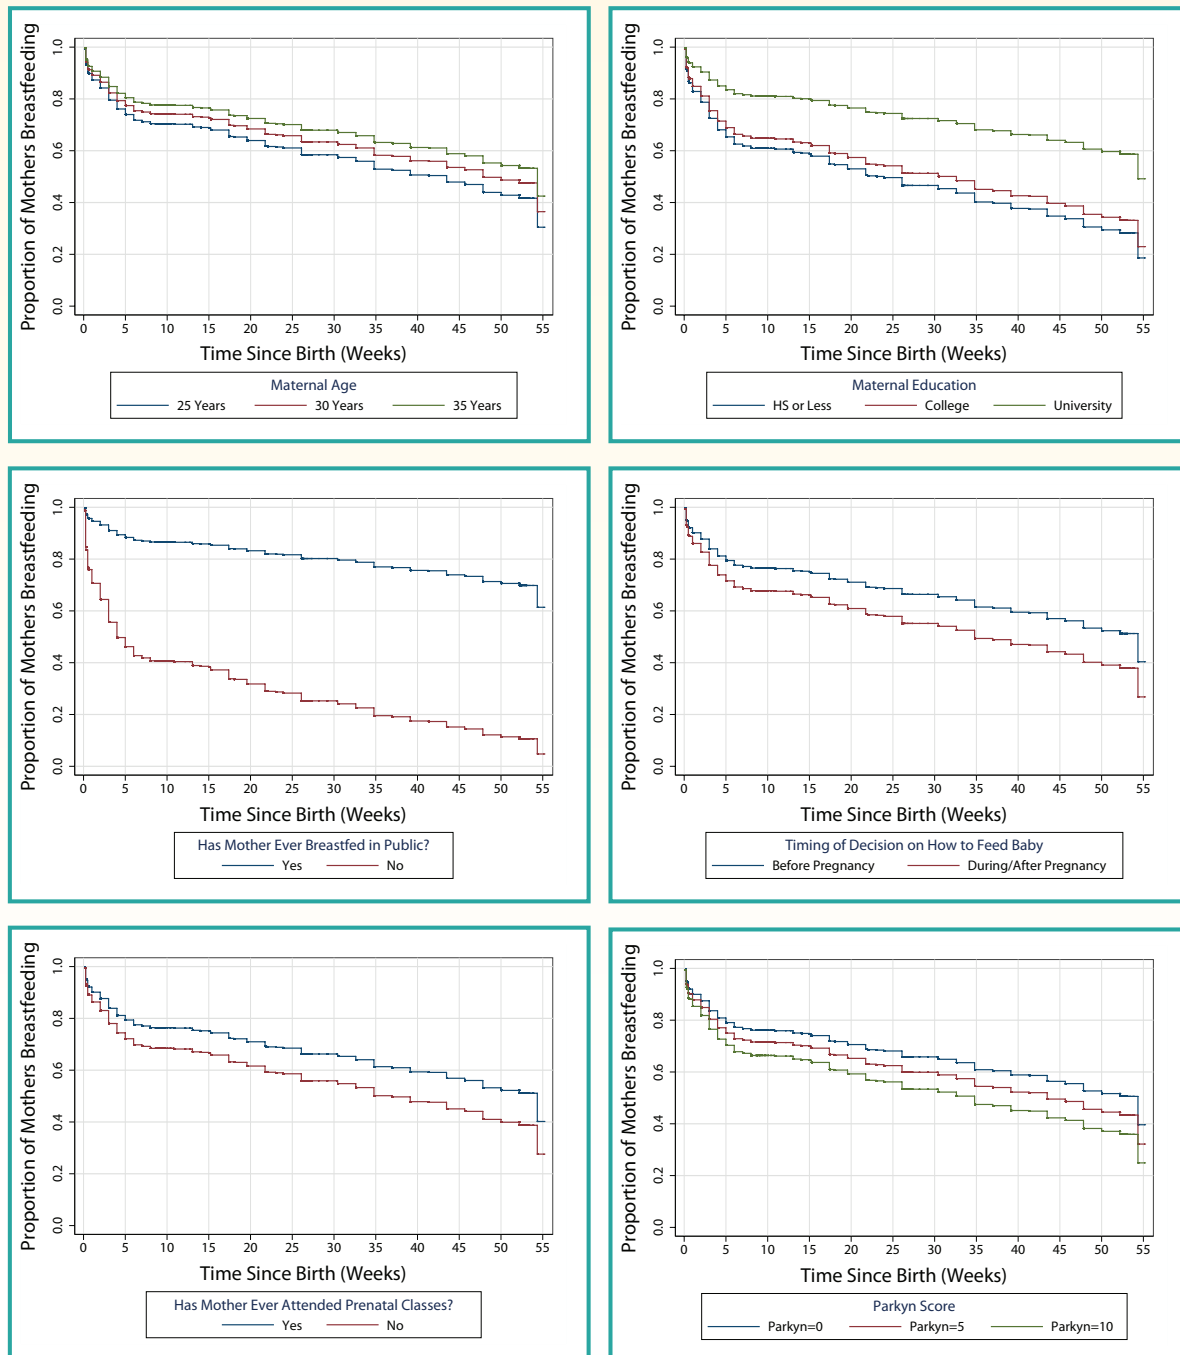 Proportion of Mothers Breastfeeding
1.0
0.8
0.6
0.4
0.2
0.0
0 5 10 15 20 25 30 35 40 45 50 55
Time Since Birth (Weeks)
Maternal Age
25 Years 30 Years 35 Years
Proportion of Mothers Breastfeeding
1.0
0.8
0.6
0.4
0.2
0.0
0 5 10 15 20 25 30 35 40 45 50 55
Time Since Birth (Weeks)
Maternal Education
HS or Less College University
Proportion of Mothers Breastfeeding
1.0
0.8
0.6
0.4
0.2
0.0
0 5 10 15 20 25 30 35 40 45 50 55
Time Since Birth (Weeks)
Has Mother Ever Breastfed in Public?
Yes No
Proportion of Mothers Breastfeeding
1.0
0.8
0.6
0.4
0.2
0.0
0 5 10 15 20 25 30 35 40 45 50 55
Time Since Birth (Weeks)
Timing of Decision on How to Feed Baby
Before Pregnancy During/After Pregnancy
Proportion of Mothers Breastfeeding
1.0
0.8
0.6
0.4
0.2
0.0
0 5 10 15 20 25 30 35 40 45 50 55
Time Since Birth (Weeks)
Has Mother Ever Attended Prenatal Classes?
Yes No
Proportion of Mothers Breastfeeding
1.0
0.8
0.6
0.4
0.2
0.0
0 5 10 15 20 25 30 35 40 45 50 55
Time Since Birth (Weeks)
Parkyn Score
Parkyn=0 Parkyn=5 Parkyn=10